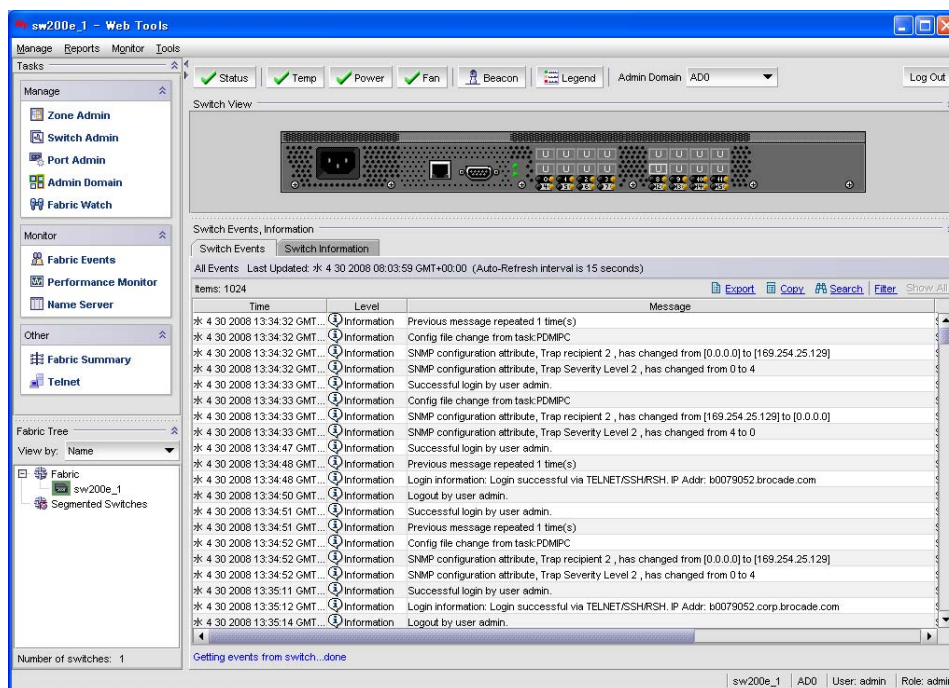 sw200e_1 - Web Tools
Manage Reports Monitor Tools
Tasks
Manage
Zone Admin
Switch Admin
Port Admin
Admin Domain
Fabric Watch
Monitor
Fabric Events
Performance Monitor
Name Server
Other
Fabric Summary
Telnet
Fabric Tree
View by: Name
Fabric
sw200e_1
Segmented Switches
Number of switches: 1
Status Temp Power Fan Beacon Legend Admin Domain AD0 Log Out
Switch View
U U U U U U U U
U U U U U U U U
Switch Events, Information
Switch Events Switch Information
All Events Last Updated: 水 4 30 2008 08:03:59 GMT+00:00 (Auto-Refresh interval is 15 seconds)
Items: 1024 Export Copy Search Filter Show All
Time Level Message
水 4 30 2008 13:34:32 GMT... Information Previous message repeated 1 time(s)
水 4 30 2008 13:34:32 GMT... Information Config file change from task:PDMIPC
水 4 30 2008 13:34:32 GMT... Information SNMP configuration attribute, Trap recipient 2 , has changed from [0.0.0.0] to [169.254.25.129]
水 4 30 2008 13:34:32 GMT... Information SNMP configuration attribute, Trap Severity Level 2 , has changed from 0 to 4
水 4 30 2008 13:34:33 GMT... Information Successful login by user admin.
水 4 30 2008 13:34:33 GMT... Information Config file change from task:PDMIPC
水 4 30 2008 13:34:33 GMT... Information SNMP configuration attribute, Trap recipient 2 , has changed from [169.254.25.129] to [0.0.0.0]
水 4 30 2008 13:34:33 GMT... Information SNMP configuration attribute, Trap Severity Level 2 , has changed from 4 to 0
水 4 30 2008 13:34:47 GMT... Information Successful login by user admin.
水 4 30 2008 13:34:48 GMT... Information Previous message repeated 1 time(s)
水 4 30 2008 13:34:48 GMT... Information Login information: Login successful via TELNET/SSH/RSH. IP Addr: b0079052.brocade.com
水 4 30 2008 13:34:50 GMT... Information Logout by user admin.
水 4 30 2008 13:34:51 GMT... Information Successful login by user admin.
水 4 30 2008 13:34:51 GMT... Information Previous message repeated 1 time(s)
水 4 30 2008 13:34:52 GMT... Information Config file change from task:PDMIPC
水 4 30 2008 13:34:52 GMT... Information SNMP configuration attribute, Trap recipient 2 , has changed from [0.0.0.0] to [169.254.25.129]
水 4 30 2008 13:34:52 GMT... Information SNMP configuration attribute, Trap Severity Level 2 , has changed from 0 to 4
水 4 30 2008 13:35:11 GMT... Information Successful login by user admin.
水 4 30 2008 13:35:12 GMT... Information Login information: Login successful via TELNET/SSH/RSH. IP Addr: b0079052.corp.brocade.com
水 4 30 2008 13:35:14 GMT... Information Logout by user admin.
Getting events from switch...done
sw200e_1 AD0 User: admin Role: admi